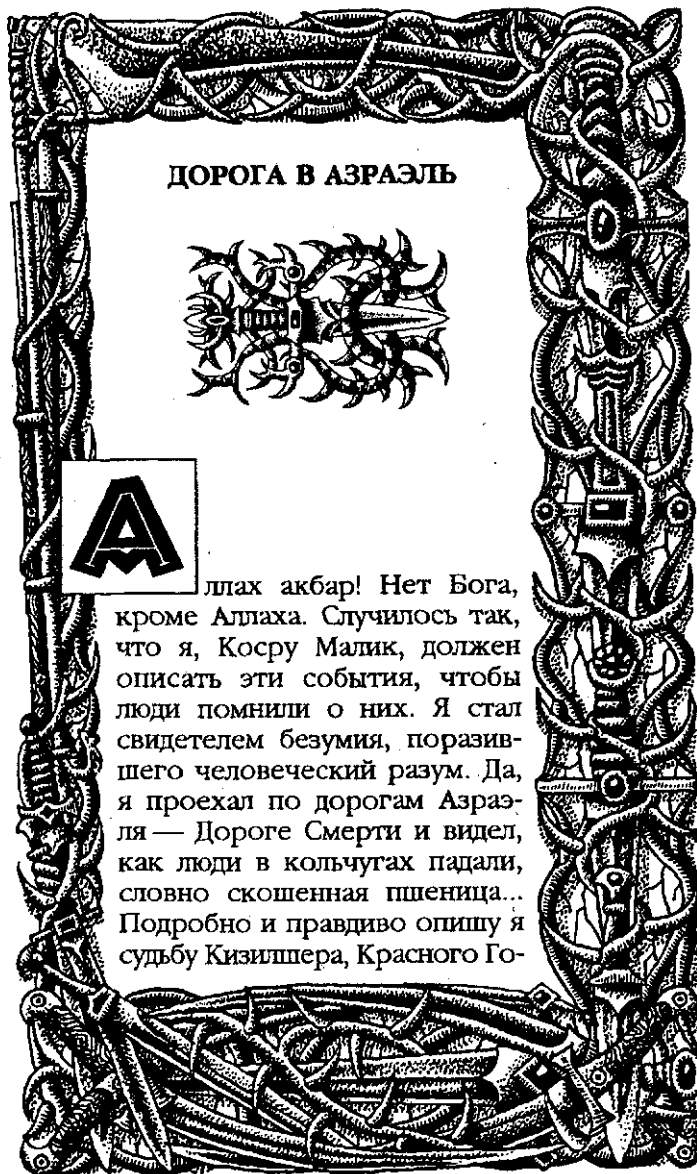 ДОРОГА В АЗРАЭЛЬ
Аллах акбар! Нет Бога,
кроме Аллаха. Случилось так,
что я, Косру Малик, должен
описать эти события, чтобы
люди помнили о них. Я стал
свидетелем безумия, поразив-
шего человеческий разум. Да,
я проехал по дорогам Азраэ-
ля — Дороге Смерти и видел,
как люди в кольчугах падали,
словно скошенная пшеница...
Подробно и правдиво опишу я
судьбу Кизилшера, Красного Го-